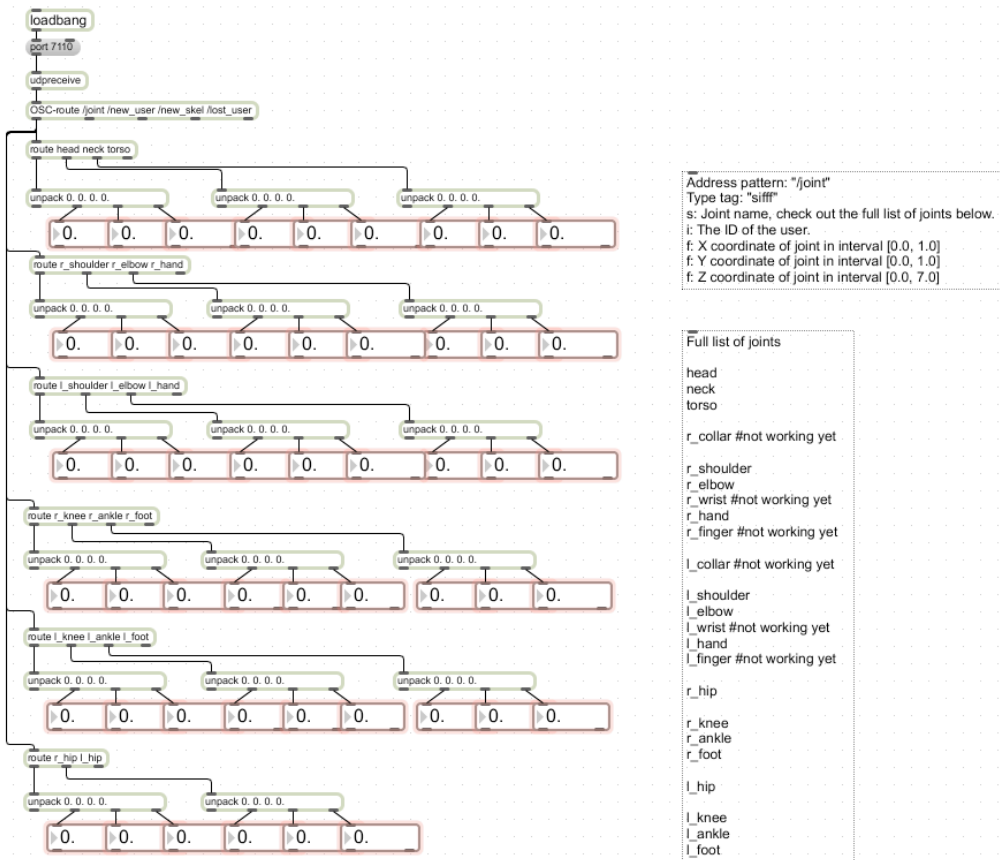 loadbang
port 7110
udpreceive
OSC-route /joint /new_user /new_skel /lost_user
route head neck torso
unpack 0. 0. 0. 0. unpack 0. 0. 0. 0. unpack 0. 0. 0. 0.
0. 0. 0. 0. 0. 0. 0. 0. 0.
route r_shoulder r_elbow r_hand
unpack 0. 0. 0. 0. unpack 0. 0. 0. 0. unpack 0. 0. 0. 0.
0. 0. 0. 0. 0. 0. 0. 0.
route l_shoulder l_elbow l_hand
unpack 0. 0. 0. 0. unpack 0. 0. 0. 0. unpack 0. 0. 0. 0.
0. 0. 0. 0. 0. 0. 0. 0.
route r_knee r_ankle r_foot
unpack 0. 0. 0. 0. unpack 0. 0. 0. 0. unpack 0. 0. 0. 0.
0. 0. 0. 0. 0. 0. 0. 0. 0.
route l_knee l_ankle l_foot
unpack 0. 0. 0. 0. unpack 0. 0. 0. 0. unpack 0. 0. 0. 0.
0. 0. 0. 0. 0. 0. 0. 0. 0.
route r_hip l_hip
unpack 0. 0. 0. 0. unpack 0. 0. 0. 0.
0. 0. 0. 0. 0. 0.
Address pattern: "/joint"
Type tag: "sifff"
s: Joint name, check out the full list of joints below.
i: The ID of the user.
f: X coordinate of joint in interval [0.0, 1.0]
f: Y coordinate of joint in interval [0.0, 1.0]
f: Z coordinate of joint in interval [0.0, 7.0]
Full list of joints
head
neck
torso
r_collar #not working yet
r_shoulder
r_elbow
r_wrist #not working yet
r_hand
r_finger #not working yet
l_collar #not working yet
l_shoulder
l_elbow
l_wrist #not working yet
l_hand
l_finger #not working yet
r_hip
r_knee
r_ankle
r_foot
l_hip
l_knee
l_ankle
l_foot